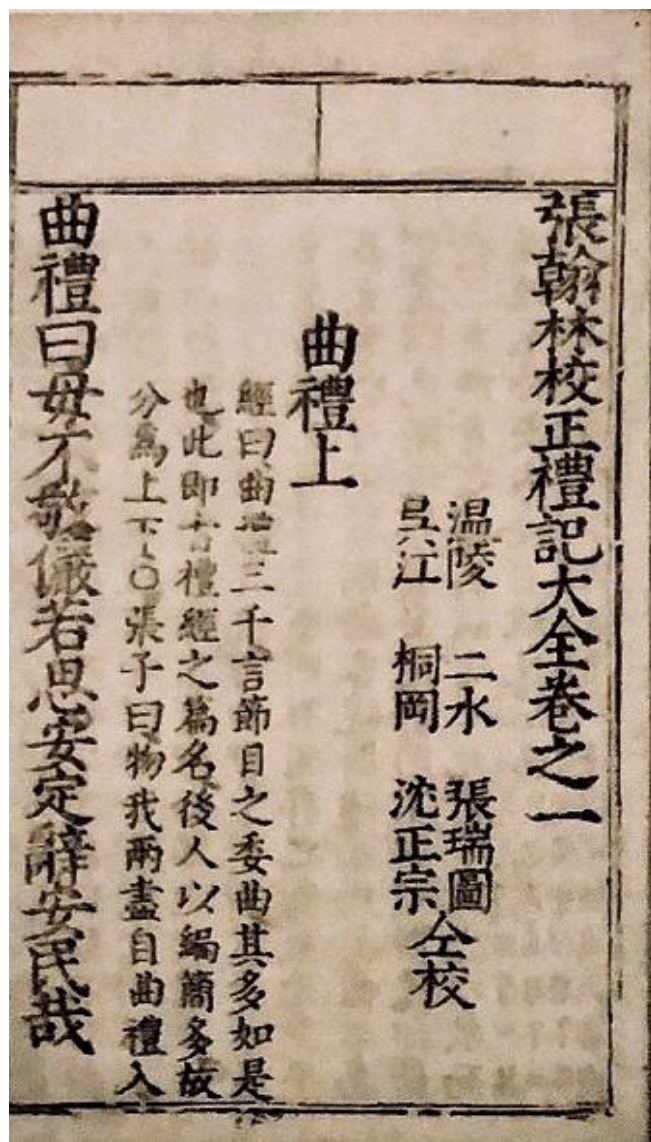 張翰林校正禮記大全卷之一
温陵 二水 張瑞圖
吳江 桐岡 沈正宗
仝校
曲禮上
經曰曲禮三千言節目之委曲其多如是
也此即古禮經之篇名後人以編簡多故
分爲上下○張子曰物我兩盡自曲禮入
曲禮曰毋不敬儼若思安定辭安民哉